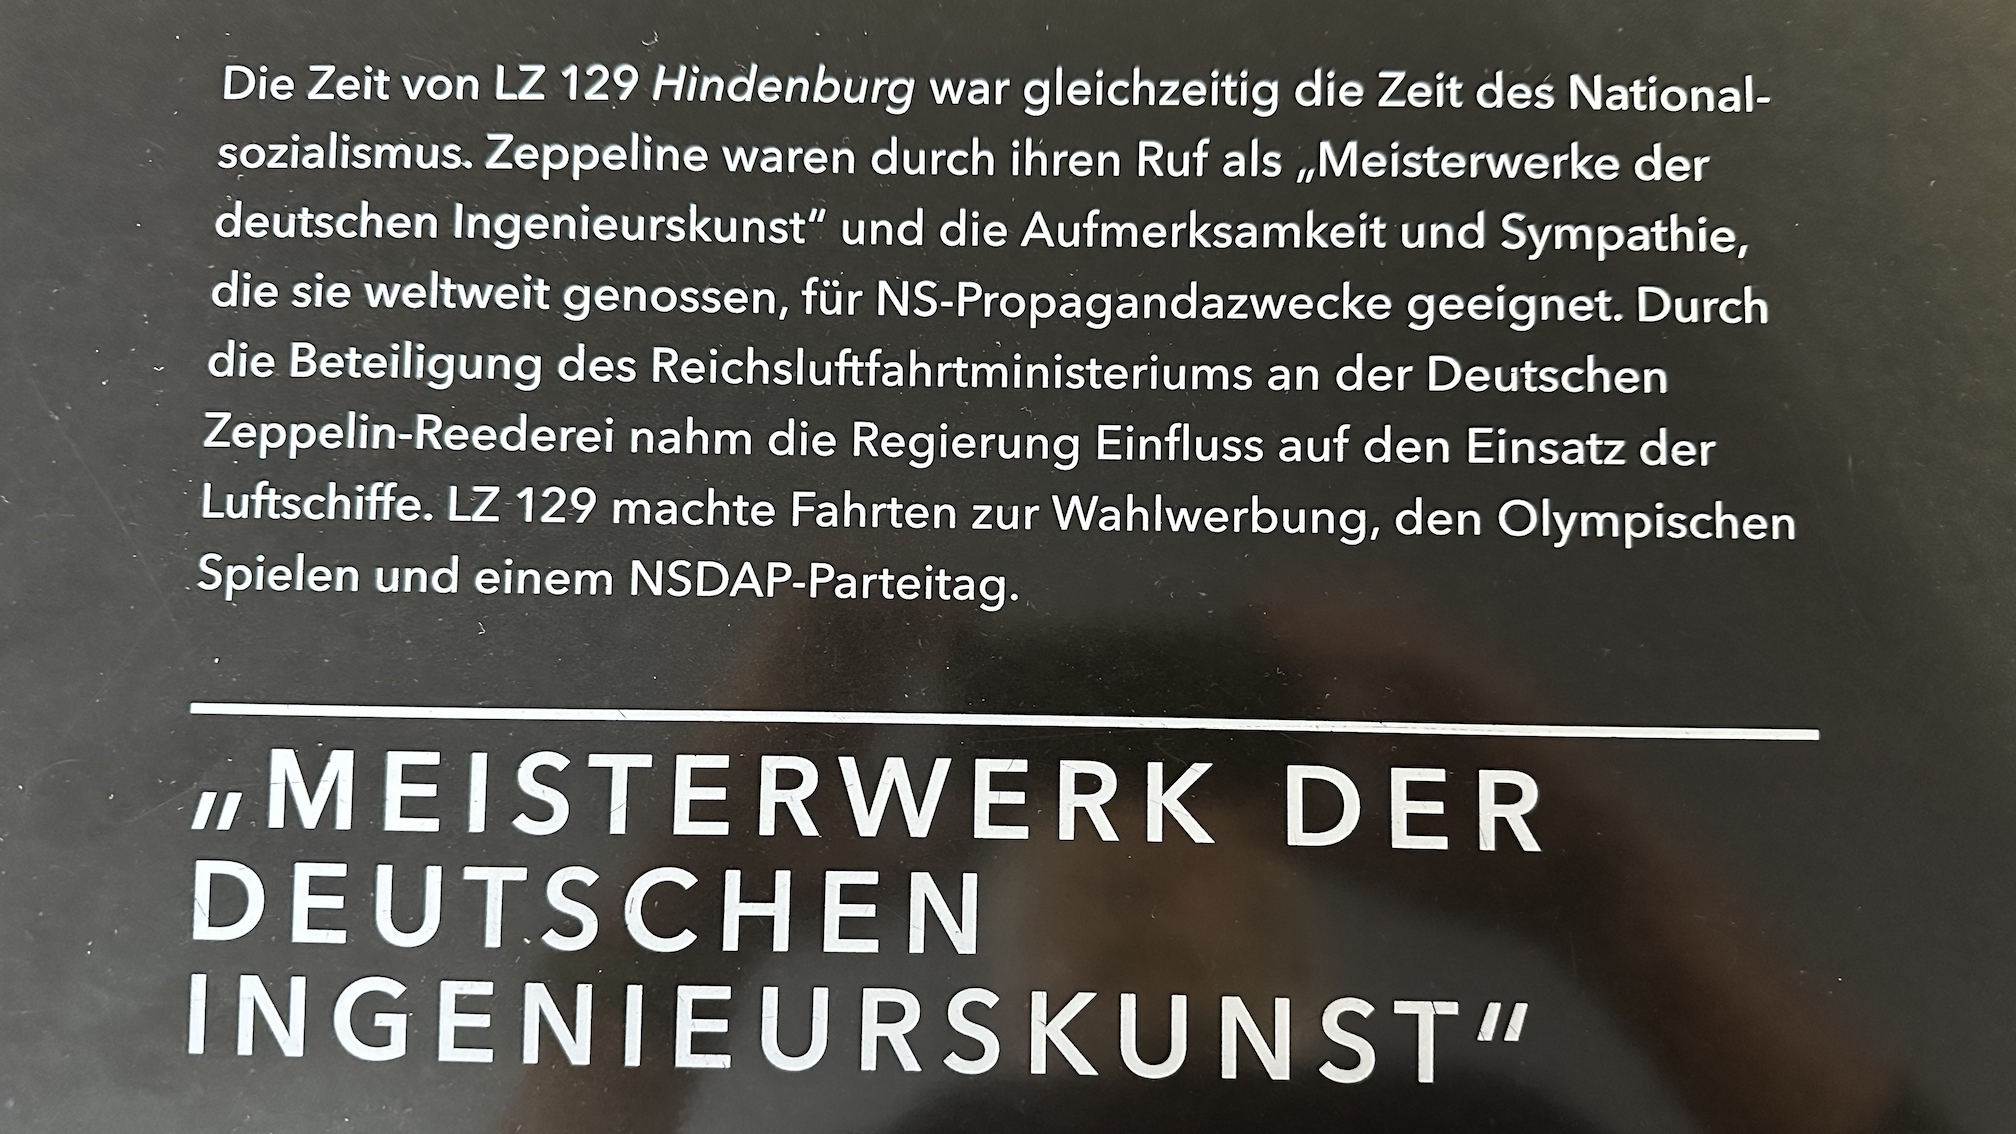 Die Zeit von LZ 129 Hindenburg war gleichzeitig die Zeit des National-
sozialismus. Zeppeline waren durch ihren Ruf als „Meisterwerke der
deutschen Ingenieurskunst“ und die Aufmerksamkeit und Sympathie,
die sie weltweit genossen, für NS-Propagandazwecke geeignet. Durch
die Beteiligung des Reichsluftfahrtministeriums an der Deutschen
Zeppelin-Reederei nahm die Regierung Einfluss auf den Einsatz der
Luftschiffe. LZ 129 machte Fahrten zur Wahlwerbung, den Olympischen
Spielen und einem NSDAP-Parteitag.
„MEISTERWERK DER
DEUTSCHEN
INGENIEURSKUNST“